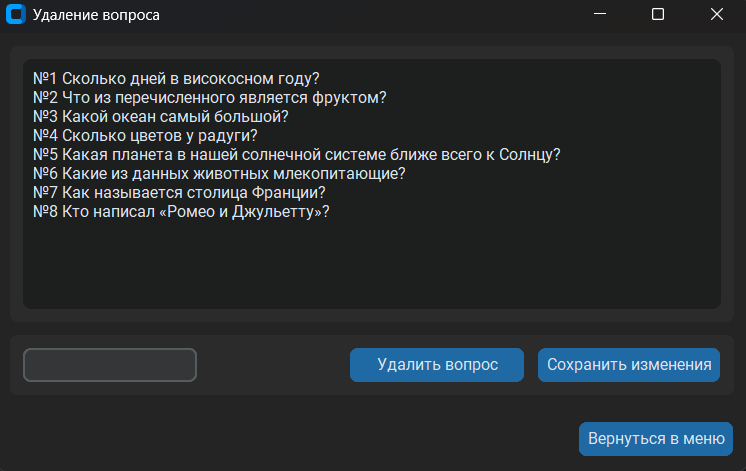 Удаление вопроса
№1 Сколько дней в високосном году?
№2 Что из перечисленного является фруктом?
№3 Какой океан самый большой?
№4 Сколько цветов у радуги?
№5 Какая планета в нашей солнечной системе ближе всего к Солнцу?
№6 Какие из данных животных млекопитающие?
№7 Как называется столица Франции?
№8 Кто написал «Ромео и Джульетту»?
Удалить вопрос Сохранить изменения
Вернуться в меню